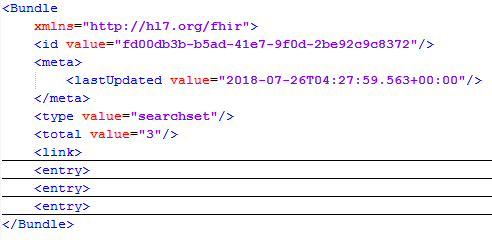 <Bundle
xmlns="http://hl7.org/fhir">
<id value="fd00db3b-b5ad-41e7-9f0d-2be92c9c8372"/>
<meta>
<lastUpdated value="2018-07-26T04:27:59.563+00:00"/>
</meta>
<type value="searchset"/>
<total value="3"/>
<link>
<entry>
<entry>
<entry>
</Bundle>